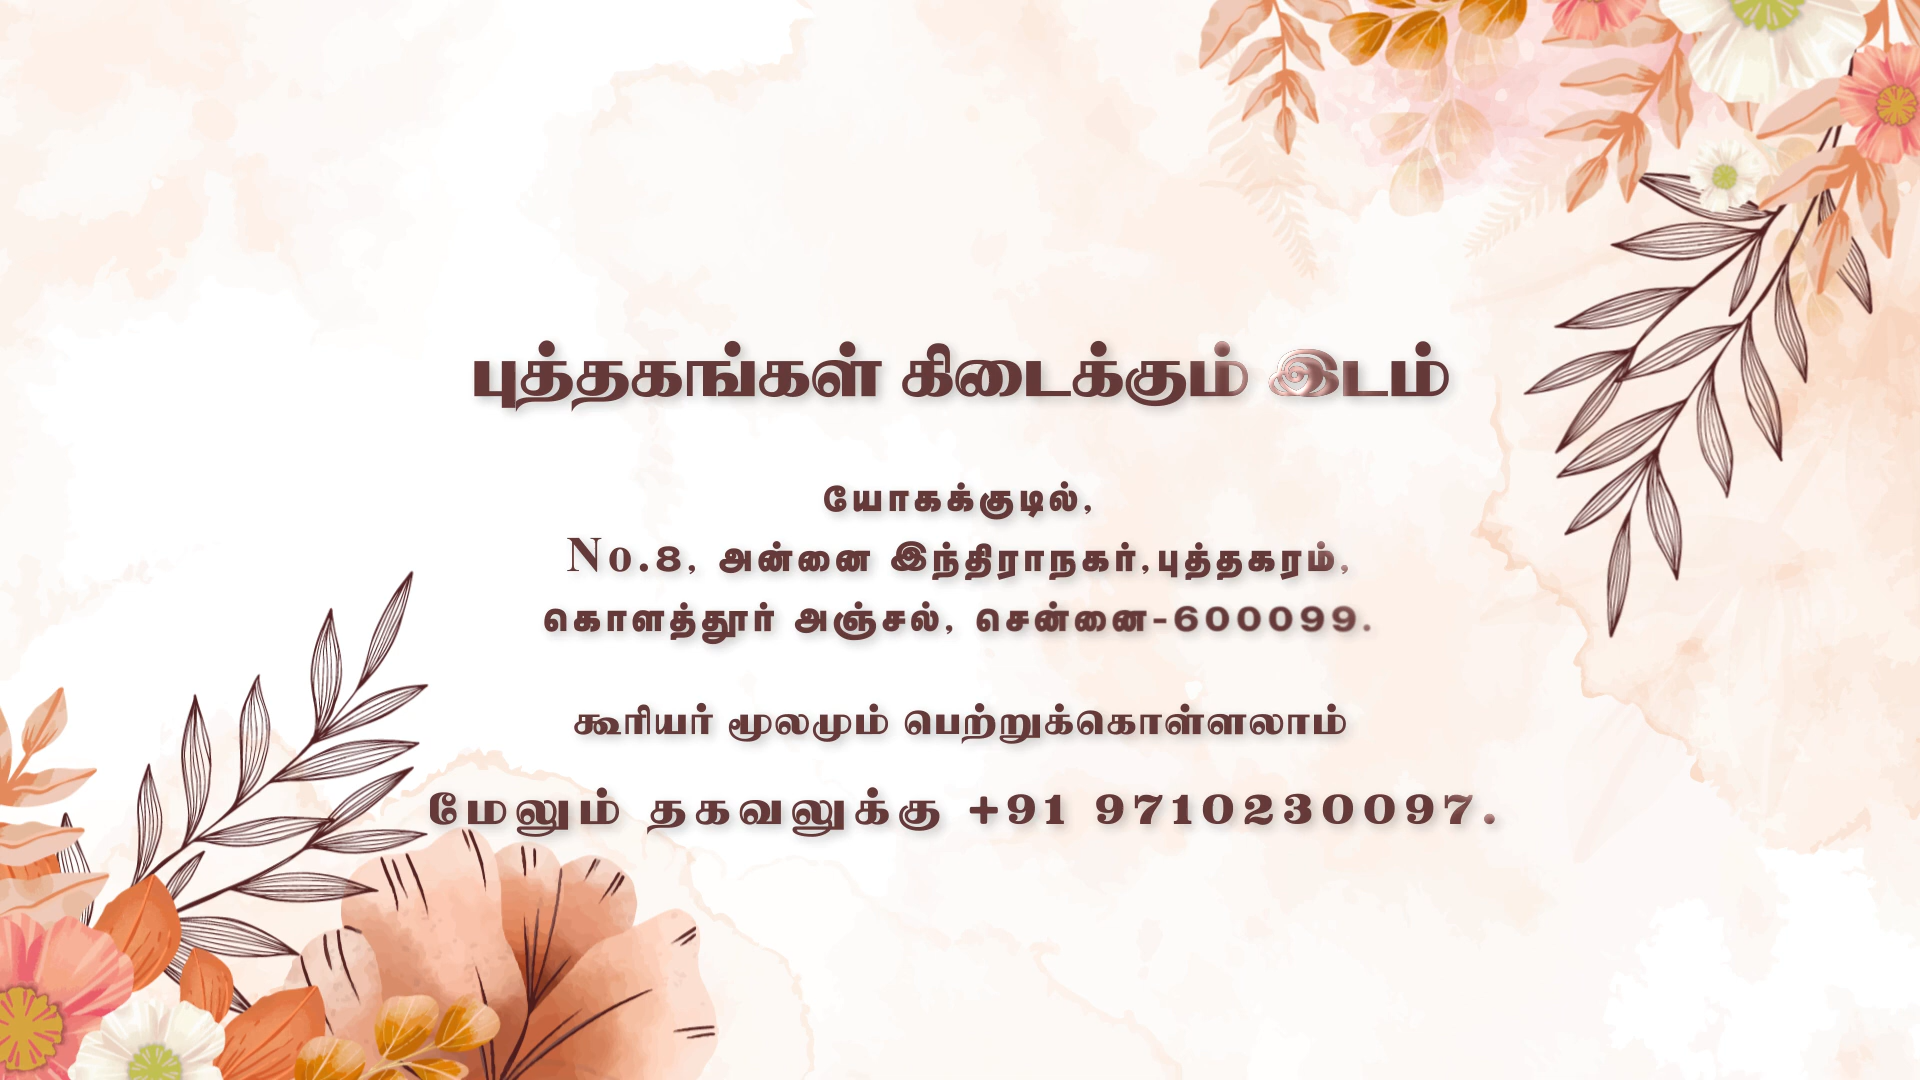 புத்தகங்கள் கிடைக்கும் இடம்
யோகக்குடில்,
No.8, அன்னை இந்திராநகர்,புத்தகரம்,
கொளத்தூர் அஞ்சல், சென்னை-600099.
கூரியர் மூலமும் பெற்றுக்கொள்ளலாம்
மேலும் தகவலுக்கு +91 9710230097.